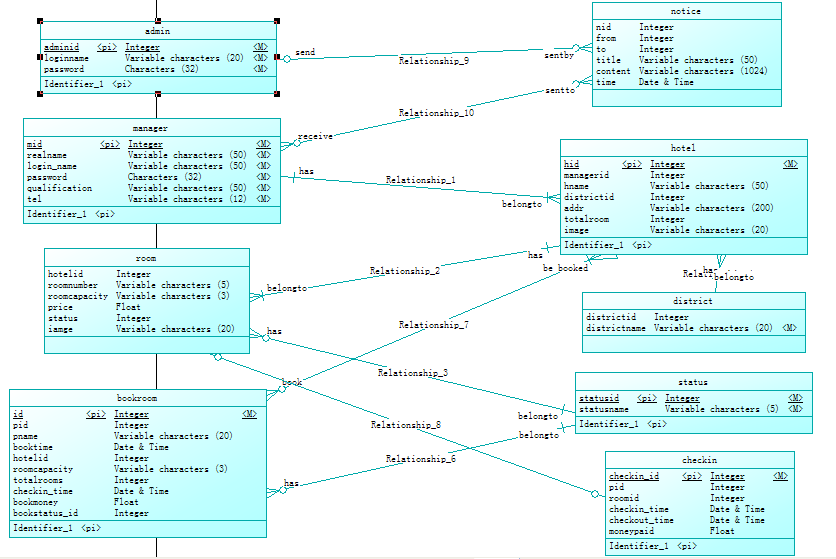 admin
adminid <pi> Integer <M>
loginname Variable characters (20) <M>
password Characters (32) <M>
Identifier_1 <pi>
notice
nid Integer
from Integer
to Integer
title Variable characters (50)
content Variable characters (1024)
time Date & Time
send
Relationship_9
sentby
sentto
Relationship_10
receive
manager
mid <pi> Integer <M>
realname Variable characters (50) <M>
login_name Variable characters (50) <M>
password Characters (32) <M>
qualification Variable characters (50) <M>
tel Variable characters (12) <M>
Identifier_1 <pi>
has
Relationship_1
belongto
hotel
hid <pi> Integer <M>
managerid Integer
hname Variable characters (50)
districtid Integer
addr Variable characters (200)
totalroom Integer
image Variable characters (20)
Identifier_1 <pi>
room
hotelid Integer
roomnumber Variable characters (5)
roomcapacity Variable characters (3)
price Float
status Integer
iamge Variable characters (20)
belongto
Relationship_2
has
be booked
has
belongto
district
districtid Integer
districtname Variable characters (20) <M>
Relationship_7
has
Relationship_3
belongto
book
Relationship_8
status
statusid <pi> Integer <M>
statusname Variable characters (5) <M>
Identifier_1 <pi>
bookroom
id <pi> Integer <M>
pid Integer
pname Variable characters (20)
booktime Date & Time
hotelid Integer
roomcapacity Variable characters (3)
totalrooms Integer
checkin_time Date & Time
bookmoney Float
bookstatus_id Integer
Identifier_1 <pi>
has
Relationship_6
belongto
checkin
checkin_id <pi> Integer <M>
pid Integer
roomid Integer
checkin_time Date & Time
checkout_time Date & Time
moneypaid Float
Identifier_1 <pi>